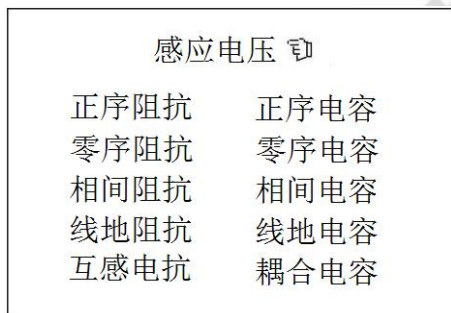 感应电压
正序阻抗 正序电容
零序阻抗 零序电容
相间阻抗 相间电容
线地阻抗 线地电容
互感电抗 耦合电容